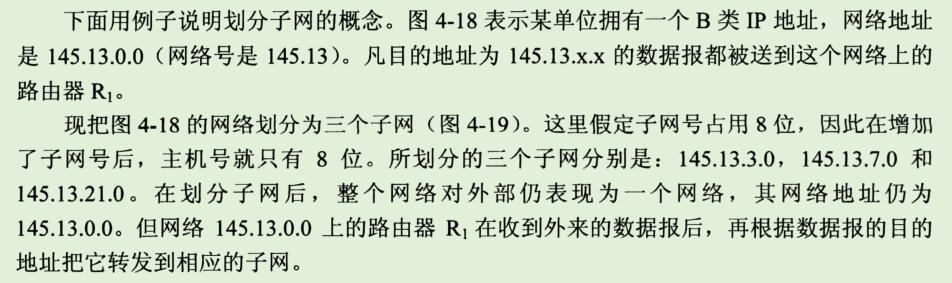 下面用例子说明划分子网的概念。图 4-18 表示某单位拥有一个 B 类 IP 地址，网络地址
是 145.13.0.0（网络号是 145.13）。凡目的地址为 145.13.x.x 的数据报都被送到这个网络上的
路由器 R₁。
现把图 4-18 的网络划分为三个子网（图 4-19）。这里假定子网号占用 8 位，因此在增加
了子网号后，主机号就只有 8 位。所划分的三个子网分别是：145.13.3.0，145.13.7.0 和
145.13.21.0。在划分子网后，整个网络对外部仍表现为一个网络，其网络地址仍为
145.13.0.0。但网络 145.13.0.0 上的路由器 R₁ 在收到外来的数据报后，再根据数据报的目的
地址把它转发到相应的子网。